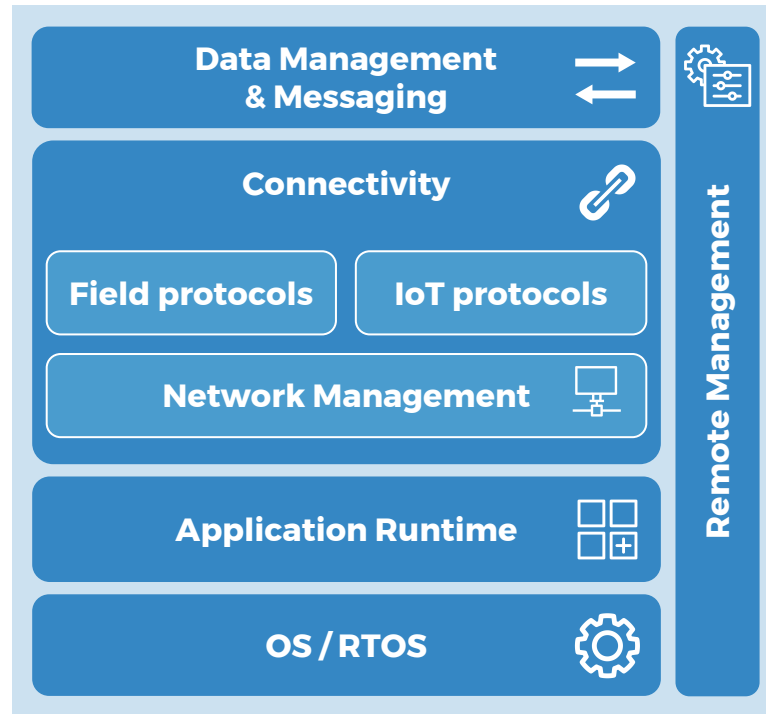 Data Management
& Messaging
Connectivity
Field protocols
IoT protocols
Network Management
Application Runtime
OS / RTOS
Remote Management